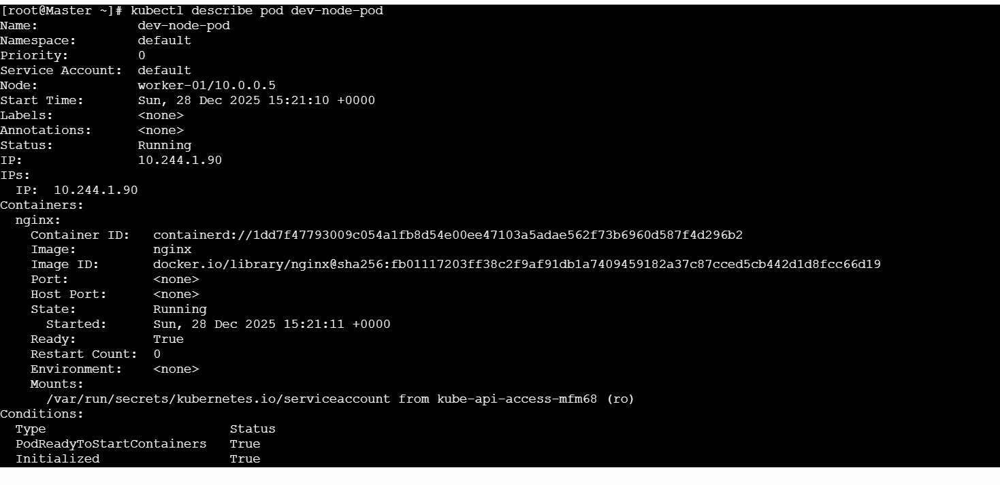 [root@Master ~]# kubectl describe pod dev-node-pod
Name:             dev-node-pod
Namespace:        default
Priority:         0
Service Account:  default
Node:             worker-01/10.0.0.5
Start Time:       Sun, 28 Dec 2025 15:21:10 +0000
Labels:           <none>
Annotations:      <none>
Status:           Running
IP:               10.244.1.90
IPs:
  IP:  10.244.1.90
Containers:
  nginx:
    Container ID:   containerd://1dd7f47793009c054a1fb8d54e00ee47103a5adae562f73b6960d587f4d296b2
    Image:          nginx
    Image ID:       docker.io/library/nginx@sha256:fb01117203ff38c2f9af91db1a7409459182a37c87cced5cb442d1d8fcc66d19
    Port:           <none>
    Host Port:      <none>
    State:          Running
      Started:      Sun, 28 Dec 2025 15:21:11 +0000
    Ready:          True
    Restart Count:  0
    Environment:    <none>
    Mounts:
      /var/run/secrets/kubernetes.io/serviceaccount from kube-api-access-mfm68 (ro)
Conditions:
  Type                        Status
  PodReadyToStartContainers   True
  Initialized                 True